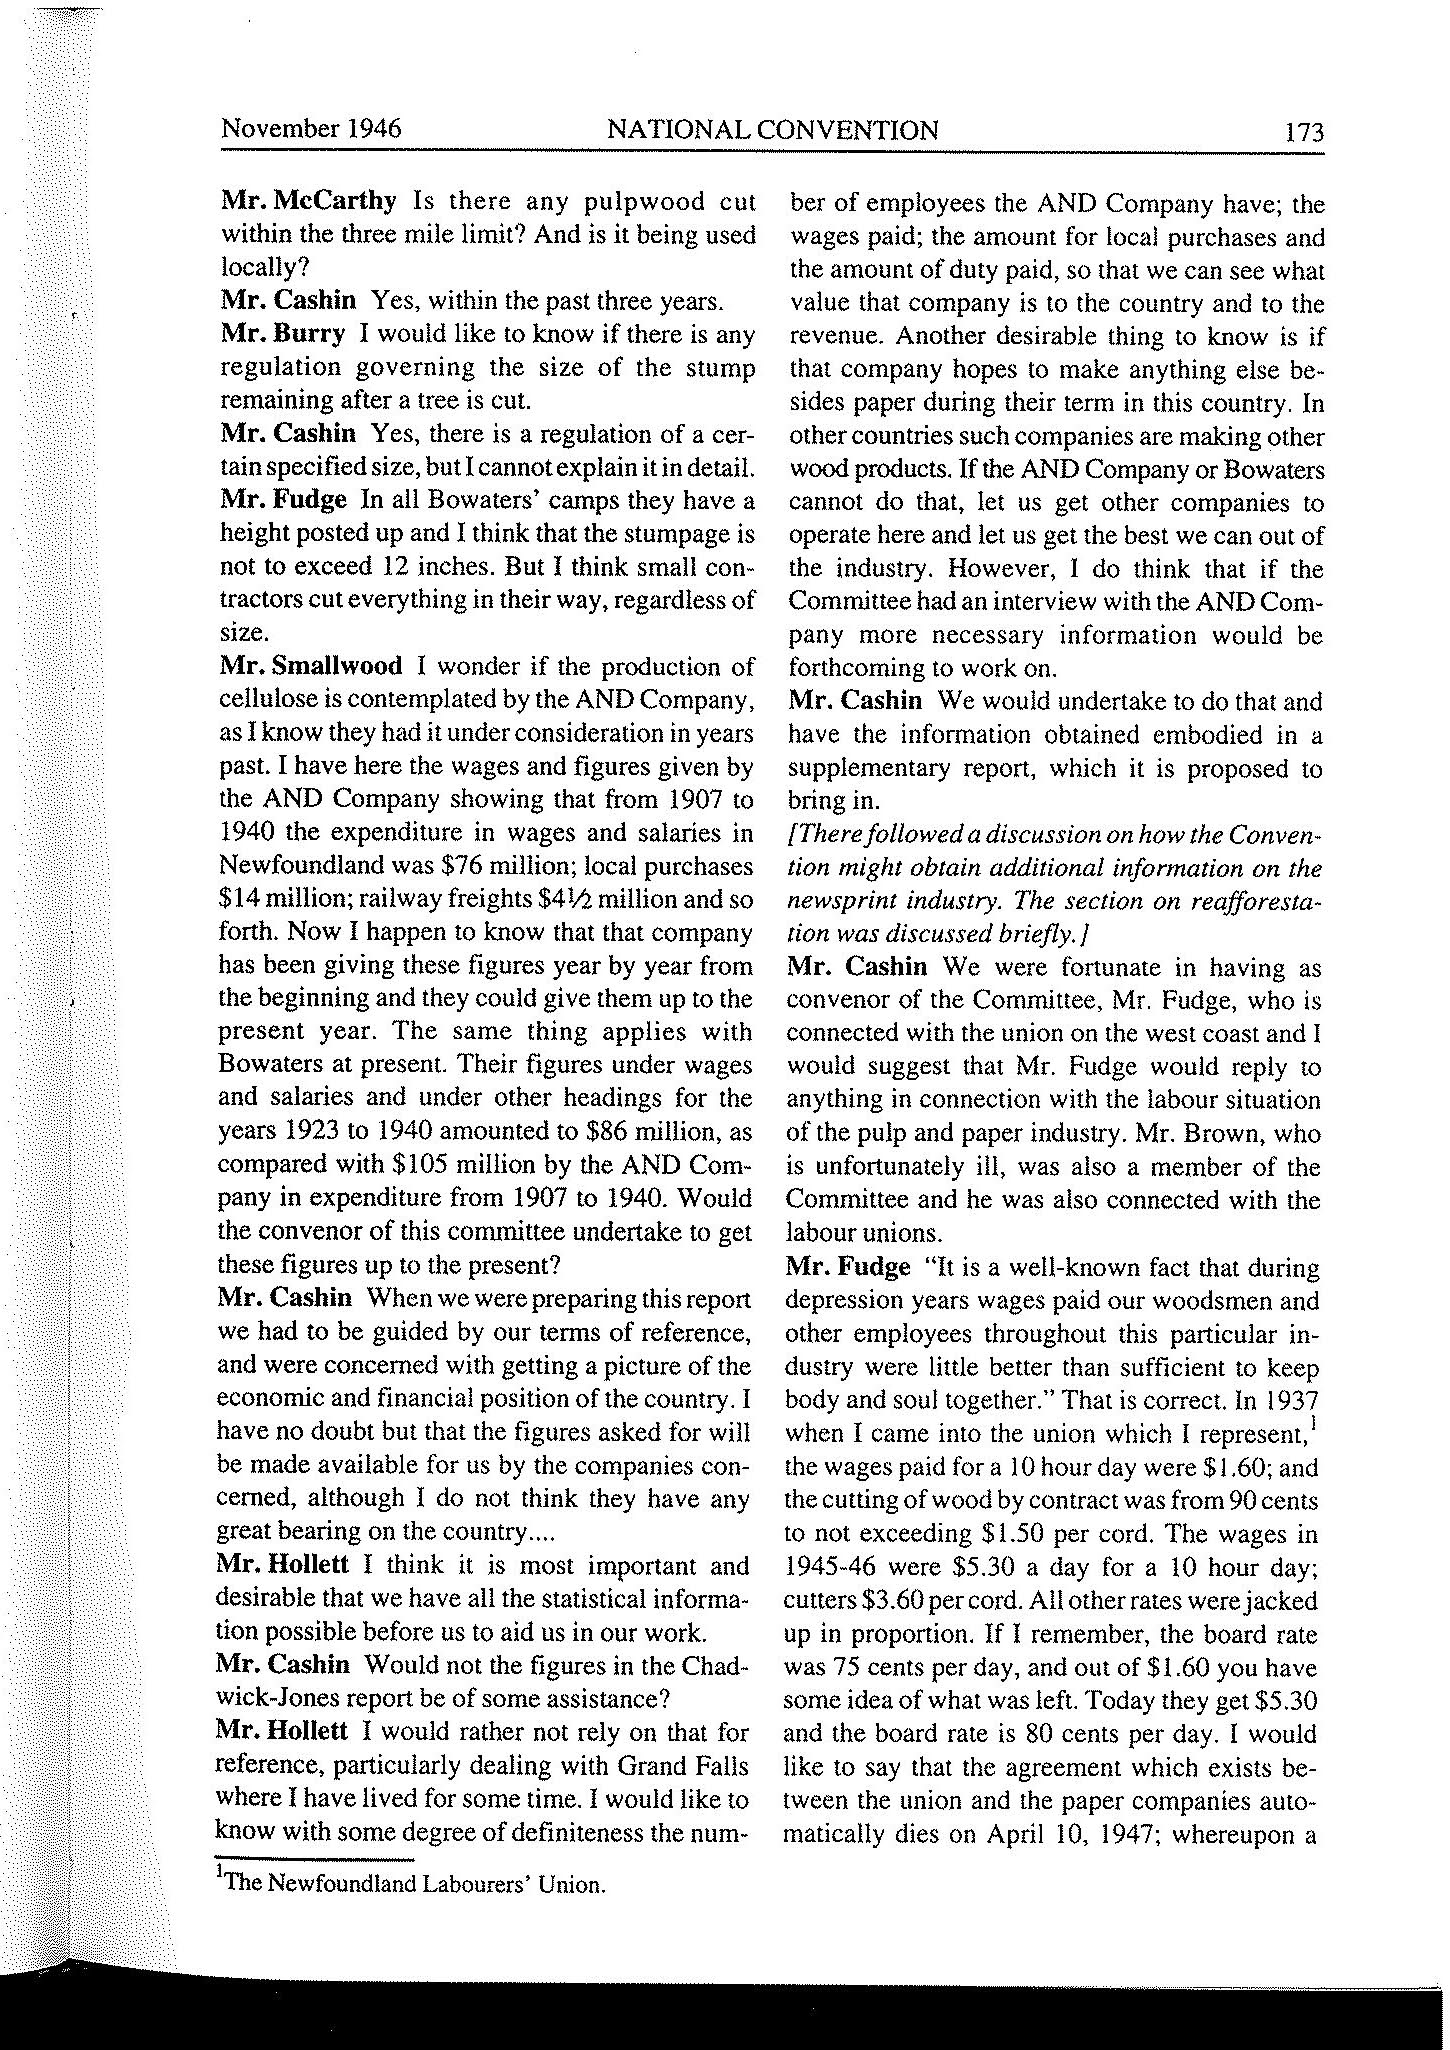 November 1946
NATIONAL CONVENTION
173
Mr. McCarthy Is there any pulpwood cut
within the three mile limit? And is it being used
locally?
Mr. Cashin Yes, within the past three years.
Mr. Burry I would like to know if there is any
regulation governing the size of the stump
remaining after a tree is cut.
Mr. Cashin Yes, there is a regulation of a cer-
tain specified size, but I cannot explain it in detail.
Mr. Fudge In all Bowaters' camps they have a
height posted up and I think that the stumpage is
not to exceed 12 inches. But I think small con-
tractors cut everything in their way, regardless of
size.
Mr. Smallwood I wonder if the production of
cellulose is contemplated by the AND Company,
as I know they had it under consideration in years
past. I have here the wages and figures given by
the AND Company showing that from 1907 to
1940 the expenditure in wages and salaries in
Newfoundland was $76 million; local purchases
$14 million; railway freights $4½ million and so
forth. Now I happen to know that that company
has been giving these figures year by year from
the beginning and they could give them up to the
present year. The same thing applies with
Bowaters at present. Their figures under wages
and salaries and under other headings for the
years 1923 to 1940 amounted to $86 million, as
compared with $105 million by the AND Com-
pany in expenditure from 1907 to 1940. Would
the convenor of this committee undertake to get
these figures up to the present?
Mr. Cashin When we were preparing this report
we had to be guided by our terms of reference,
and were concerned with getting a picture of the
economic and financial position of the country. I
have no doubt but that the figures asked for will
be made available for us by the companies con-
cerned, although I do not think they have any
great bearing on the country....
Mr. Hollett I think it is most important and
desirable that we have all the statistical informa-
tion possible before us to aid us in our work.
Mr. Cashin Would not the figures in the Chad-
wick-Jones report be of some assistance?
Mr. Hollett I would rather not rely on that for
reference, particularly dealing with Grand Falls
where I have lived for some time. I would like to
know with some degree of definiteness the num-
ber of employees the AND Company have; the
wages paid; the amount for local purchases and
the amount of duty paid, so that we can see what
value that company is to the country and to the
revenue. Another desirable thing to know is if
that company hopes to make anything else be-
sides paper during their term in this country. In
other countries such companies are making other
wood products. If the AND Company or Bowaters
cannot do that, let us get other companies to
operate here and let us get the best we can out of
the industry. However, I do think that if the
Committee had an interview with the AND Com-
pany more necessary information would be
forthcoming to work on.
Mr. Cashin We would undertake to do that and
have the information obtained embodied in a
supplementary report, which it is proposed to
bring in.
[There followed a discussion on how the Conven-
tion might obtain additional information on the
newsprint industry. The section on reafforesta-
tion was discussed briefly.]
Mr. Cashin We were fortunate in having as
convenor of the Committee, Mr. Fudge, who is
connected with the union on the west coast and I
would suggest that Mr. Fudge would reply to
anything in connection with the labour situation
of the pulp and paper industry. Mr. Brown, who
is unfortunately ill, was also a member of the
Committee and he was also connected with the
labour unions.
Mr. Fudge "It is a well-known fact that during
depression years wages paid our woodsmen and
other employees throughout this particular in-
dustry were little better than sufficient to keep
body and soul together." That is correct. In 1937
when I came into the union which I represent,¹
the wages paid for a 10 hour day were $1.60; and
the cutting of wood by contract was from 90 cents
to not exceeding $1.50 per cord. The wages in
1945-46 were $5.30 a day for a 10 hour day;
cutters $3.60 per cord. All other rates were jacked
up in proportion. If I remember, the board rate
was 75 cents per day, and out of $1.60 you have
some idea of what was left. Today they get $5.30
and the board rate is 80 cents per day. I would
like to say that the agreement which exists be-
tween the union and the paper companies auto-
matically dies on April 10, 1947; whereupon a
¹The Newfoundland Labourers' Union.